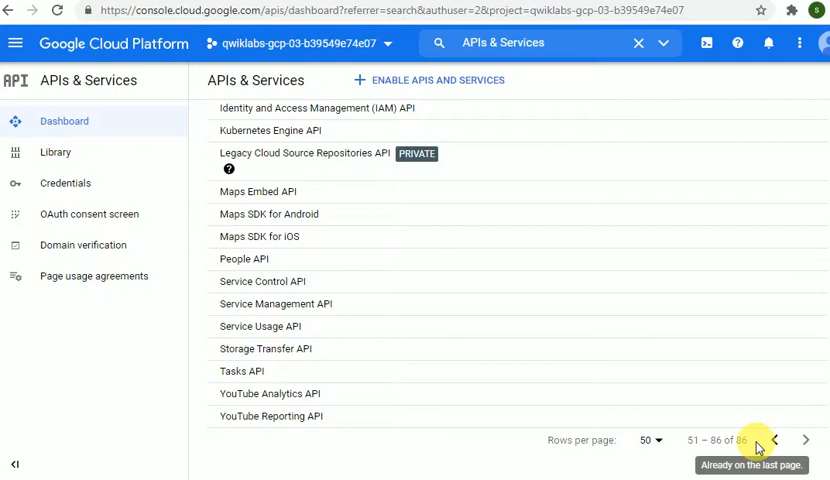 https://console.cloud.google.com/apis/dashboard?referrer=search&authuser=2&project=qwiklabs-gcp-03-b39549e74e07
S
Google Cloud Platform
qwiklabs-gcp-03-b39549e74e07
APIs & Services
?
API
APIs & Services
APIs & Services
ENABLE APIS AND SERVICES
Dashboard
Library
Credentials
OAuth consent screen
Domain verification
Page usage agreements
Identity and Access Management (IAM) API
Kubernetes Engine API
Legacy Cloud Source Repositories API PRIVATE
?
Maps Embed API
Maps SDK for Android
Maps SDK for iOS
People API
Service Control API
Service Management API
Service Usage API
Storage Transfer API
Tasks API
YouTube Analytics API
YouTube Reporting API
Rows per page: 50 51 – 86 of 86
Already on the last page.